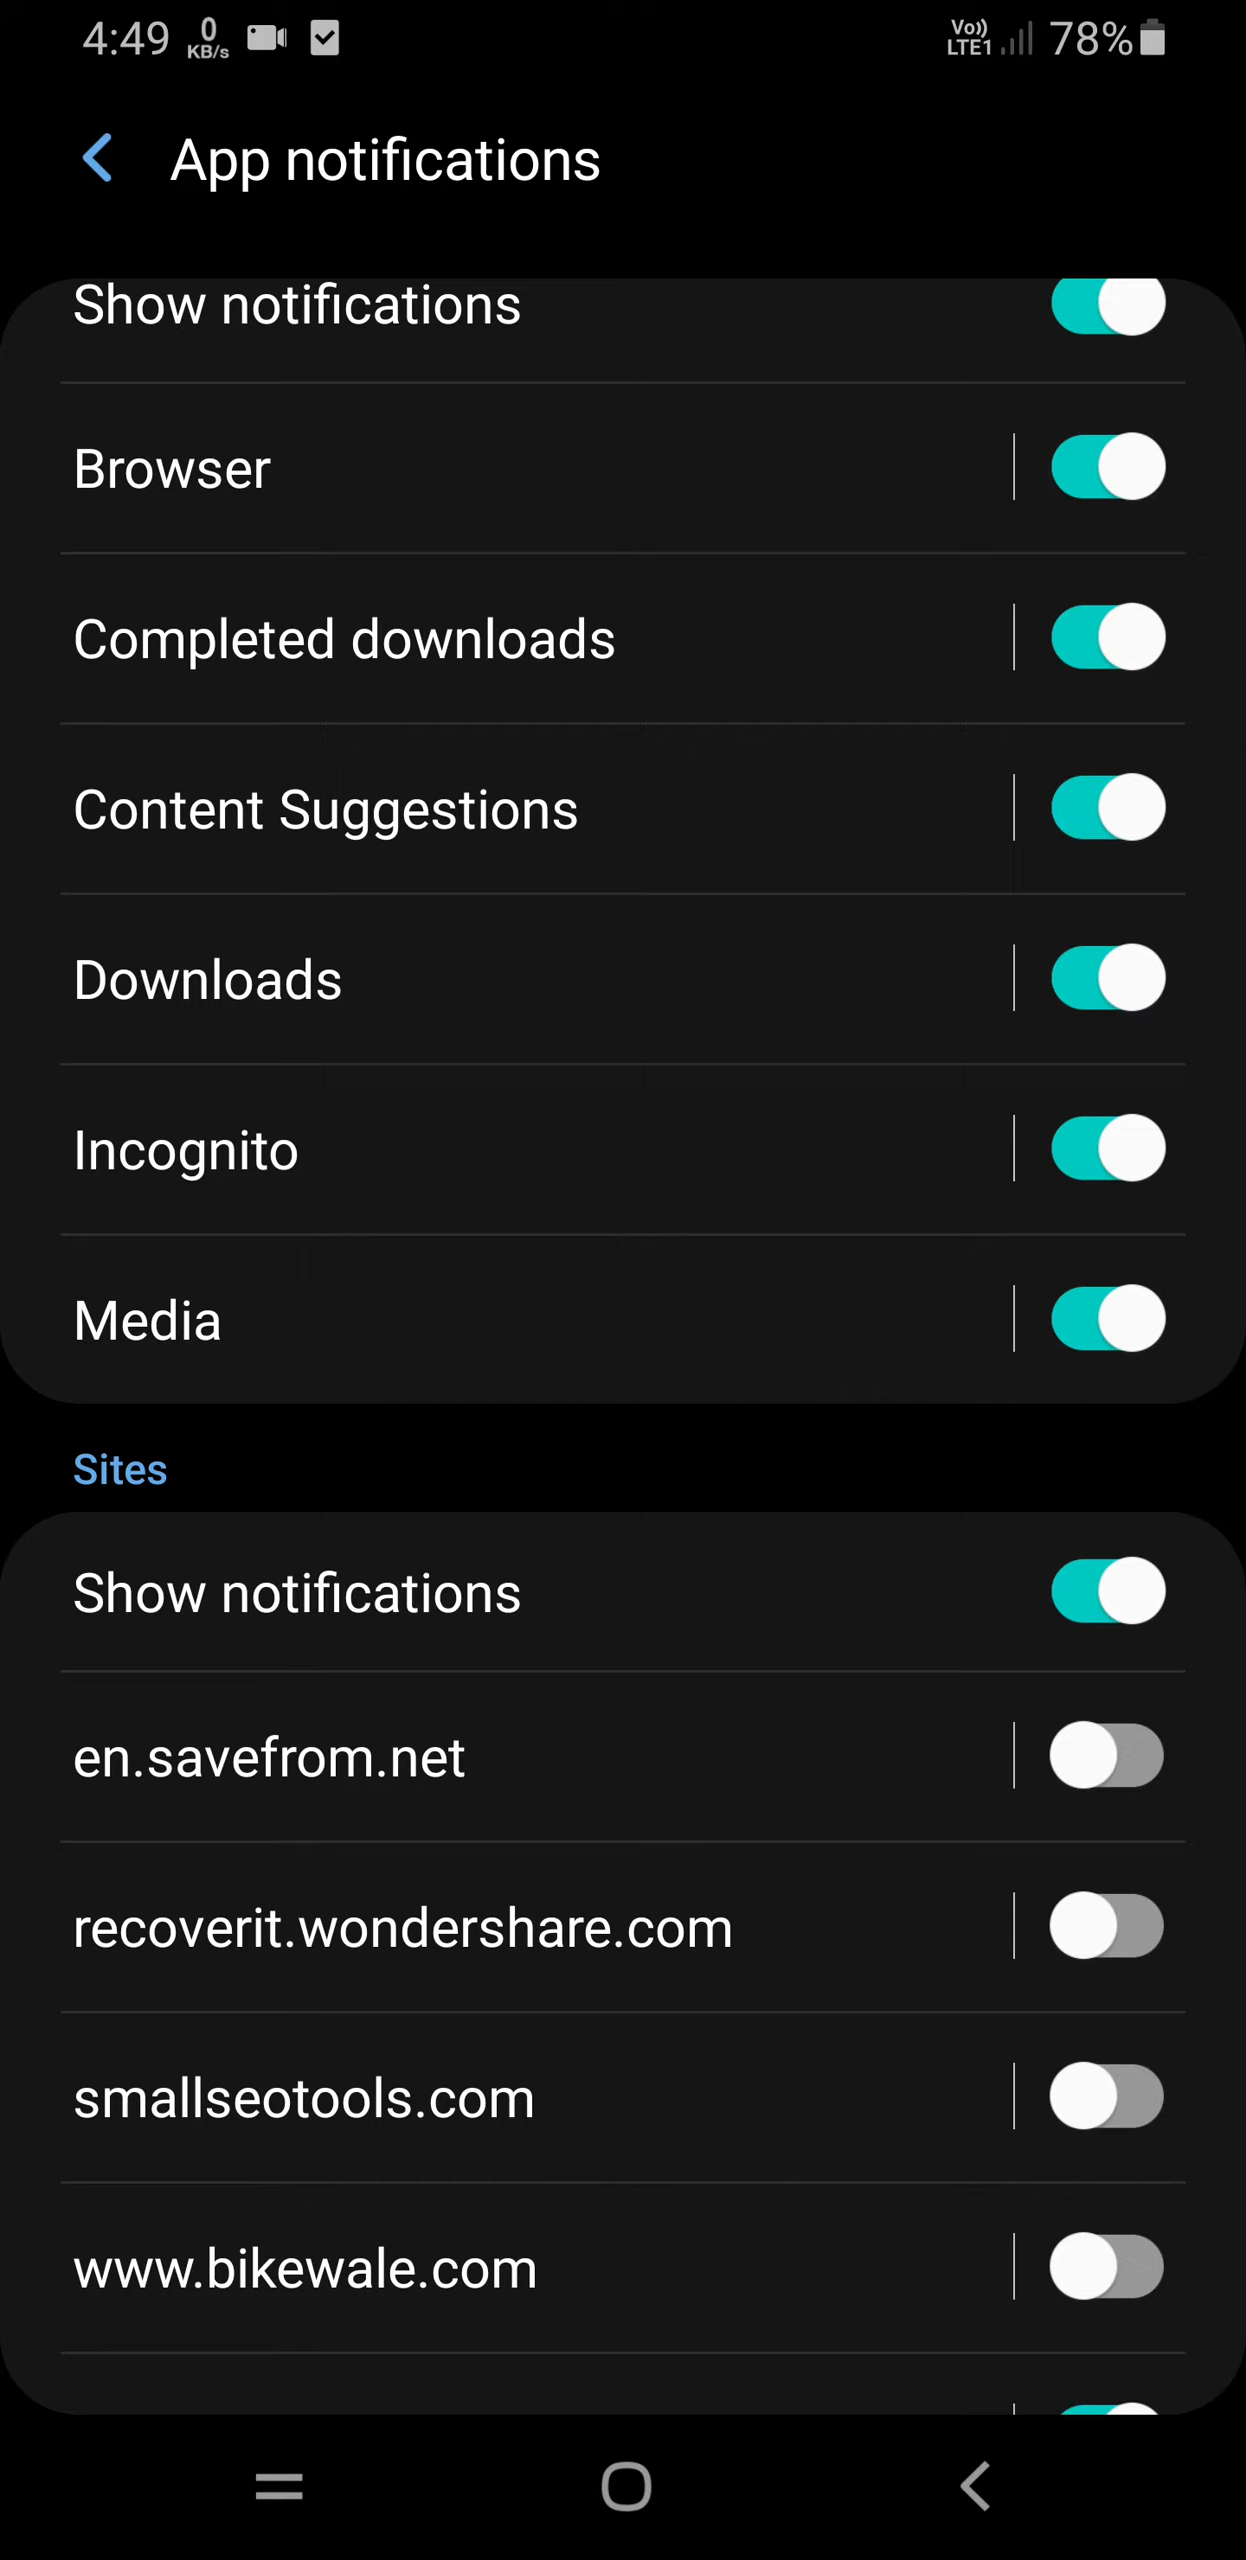 4:49 0 KB/s Vo)) LTE1 78%
App notifications
Show notifications
Browser
Completed downloads
Content Suggestions
Downloads
Incognito
Media
Sites
Show notifications
en.savefrom.net
recoverit.wondershare.com
smallseotools.com
www.bikewale.com